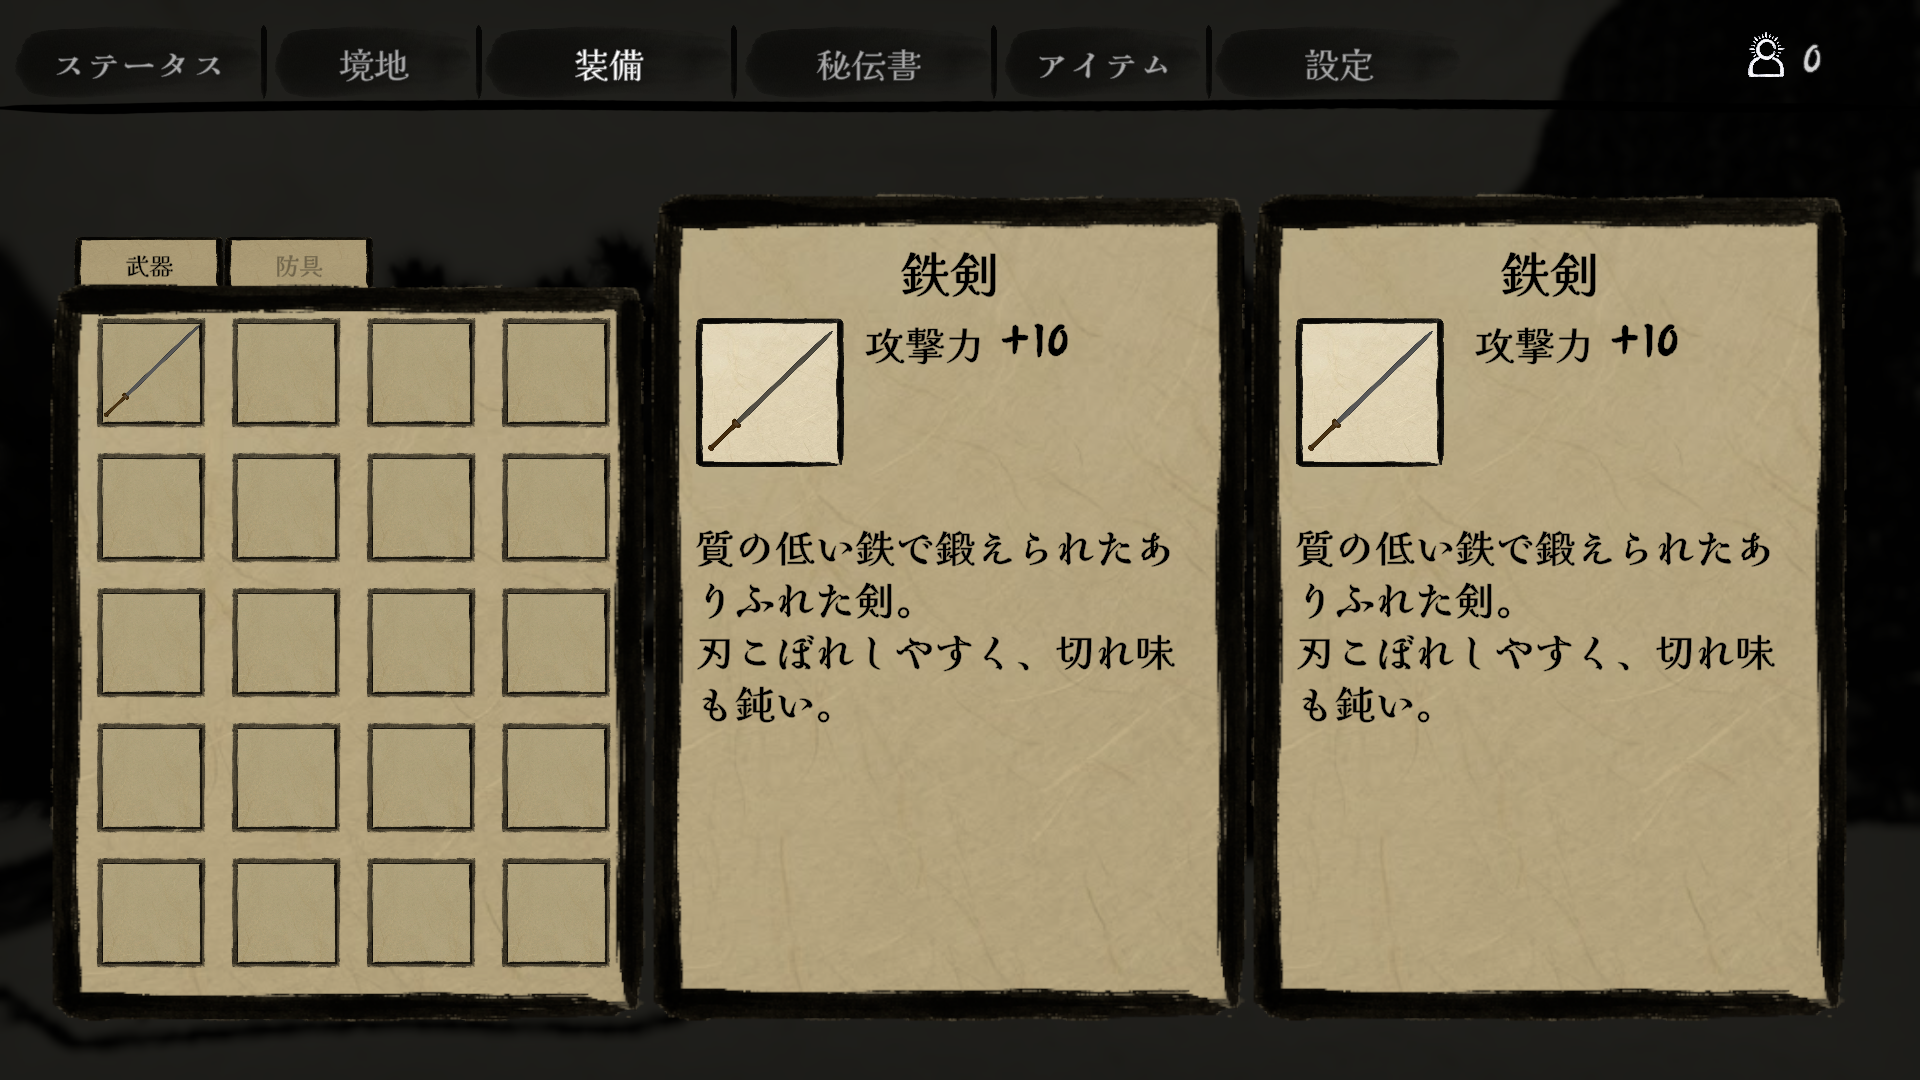 ステータス
境地
装備
秘伝書
アイテム
設定
0
武器
防具
鉄剣
攻撃力 +10
質の低い鉄で鍛えられたあ
りふれた剣。
刃こぼれしやすく、切れ味
も鈍い。
鉄剣
攻撃力 +10
質の低い鉄で鍛えられたあ
りふれた剣。
刃こぼれしやすく、切れ味
も鈍い。